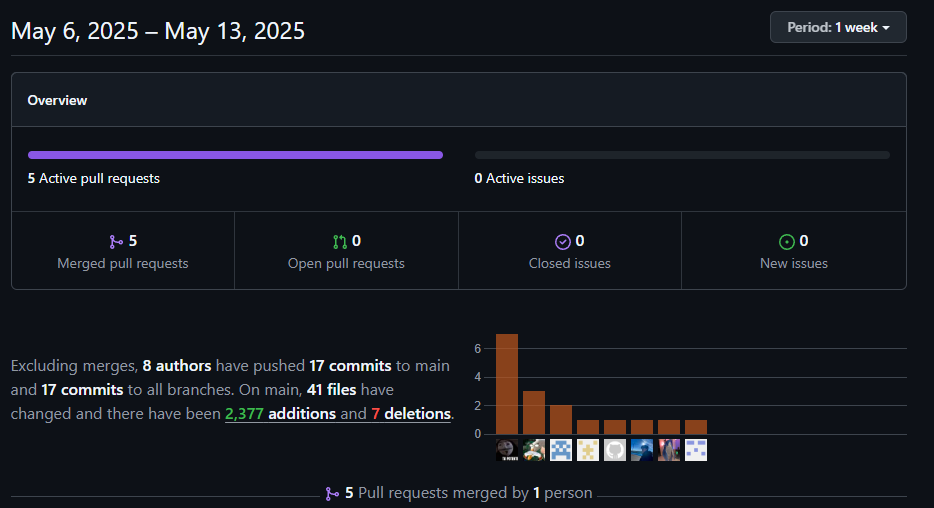 May 6, 2025 – May 13, 2025
Period: 1 week
Overview
5 Active pull requests
0 Active issues
5
Merged pull requests
0
Open pull requests
0
Closed issues
0
New issues
Excluding merges, 8 authors have pushed 17 commits to main
and 17 commits to all branches. On main, 41 files have
changed and there have been 2,377 additions and 7 deletions.
6
4
2
0
5 Pull requests merged by 1 person